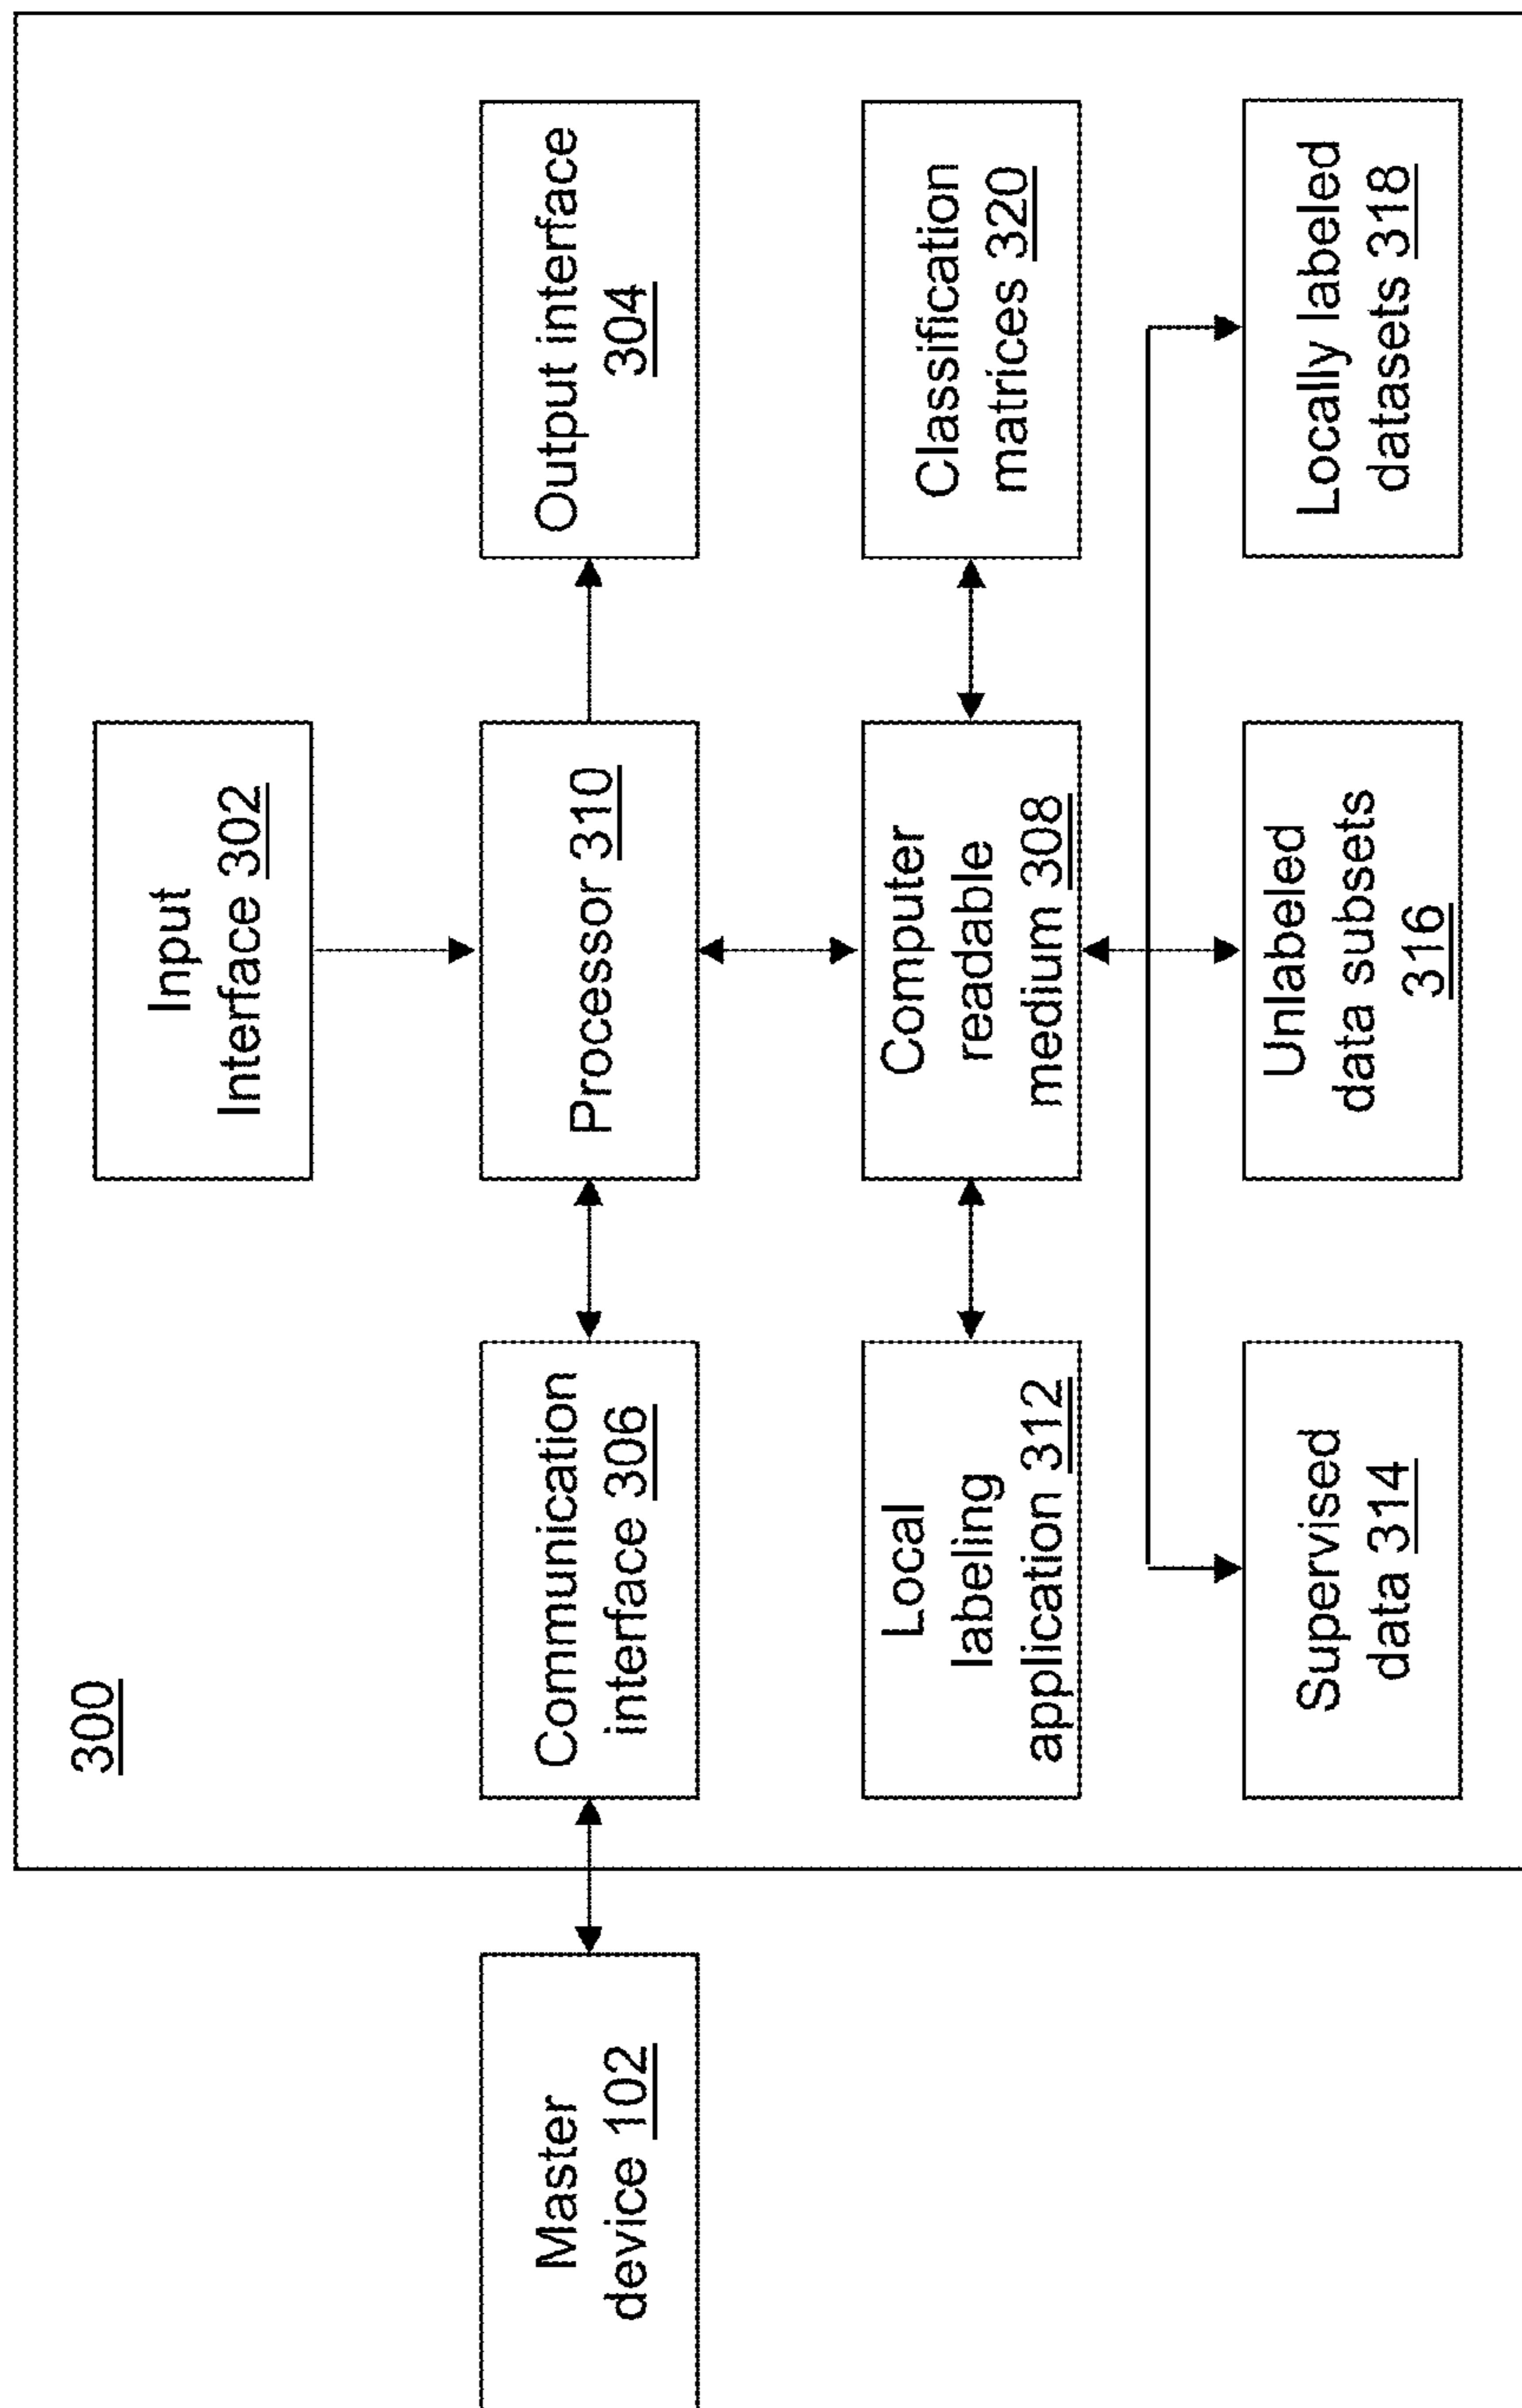 300
Input
Interface 302
Master
device 102
Communication
interface 306
Processor 310
Output interface
304
Local
labeling
application 312
Computer
readable
medium 308
Classification
matrices 320
Supervised
data 314
Unlabeled
data subsets
316
Locally labeled
datasets 318